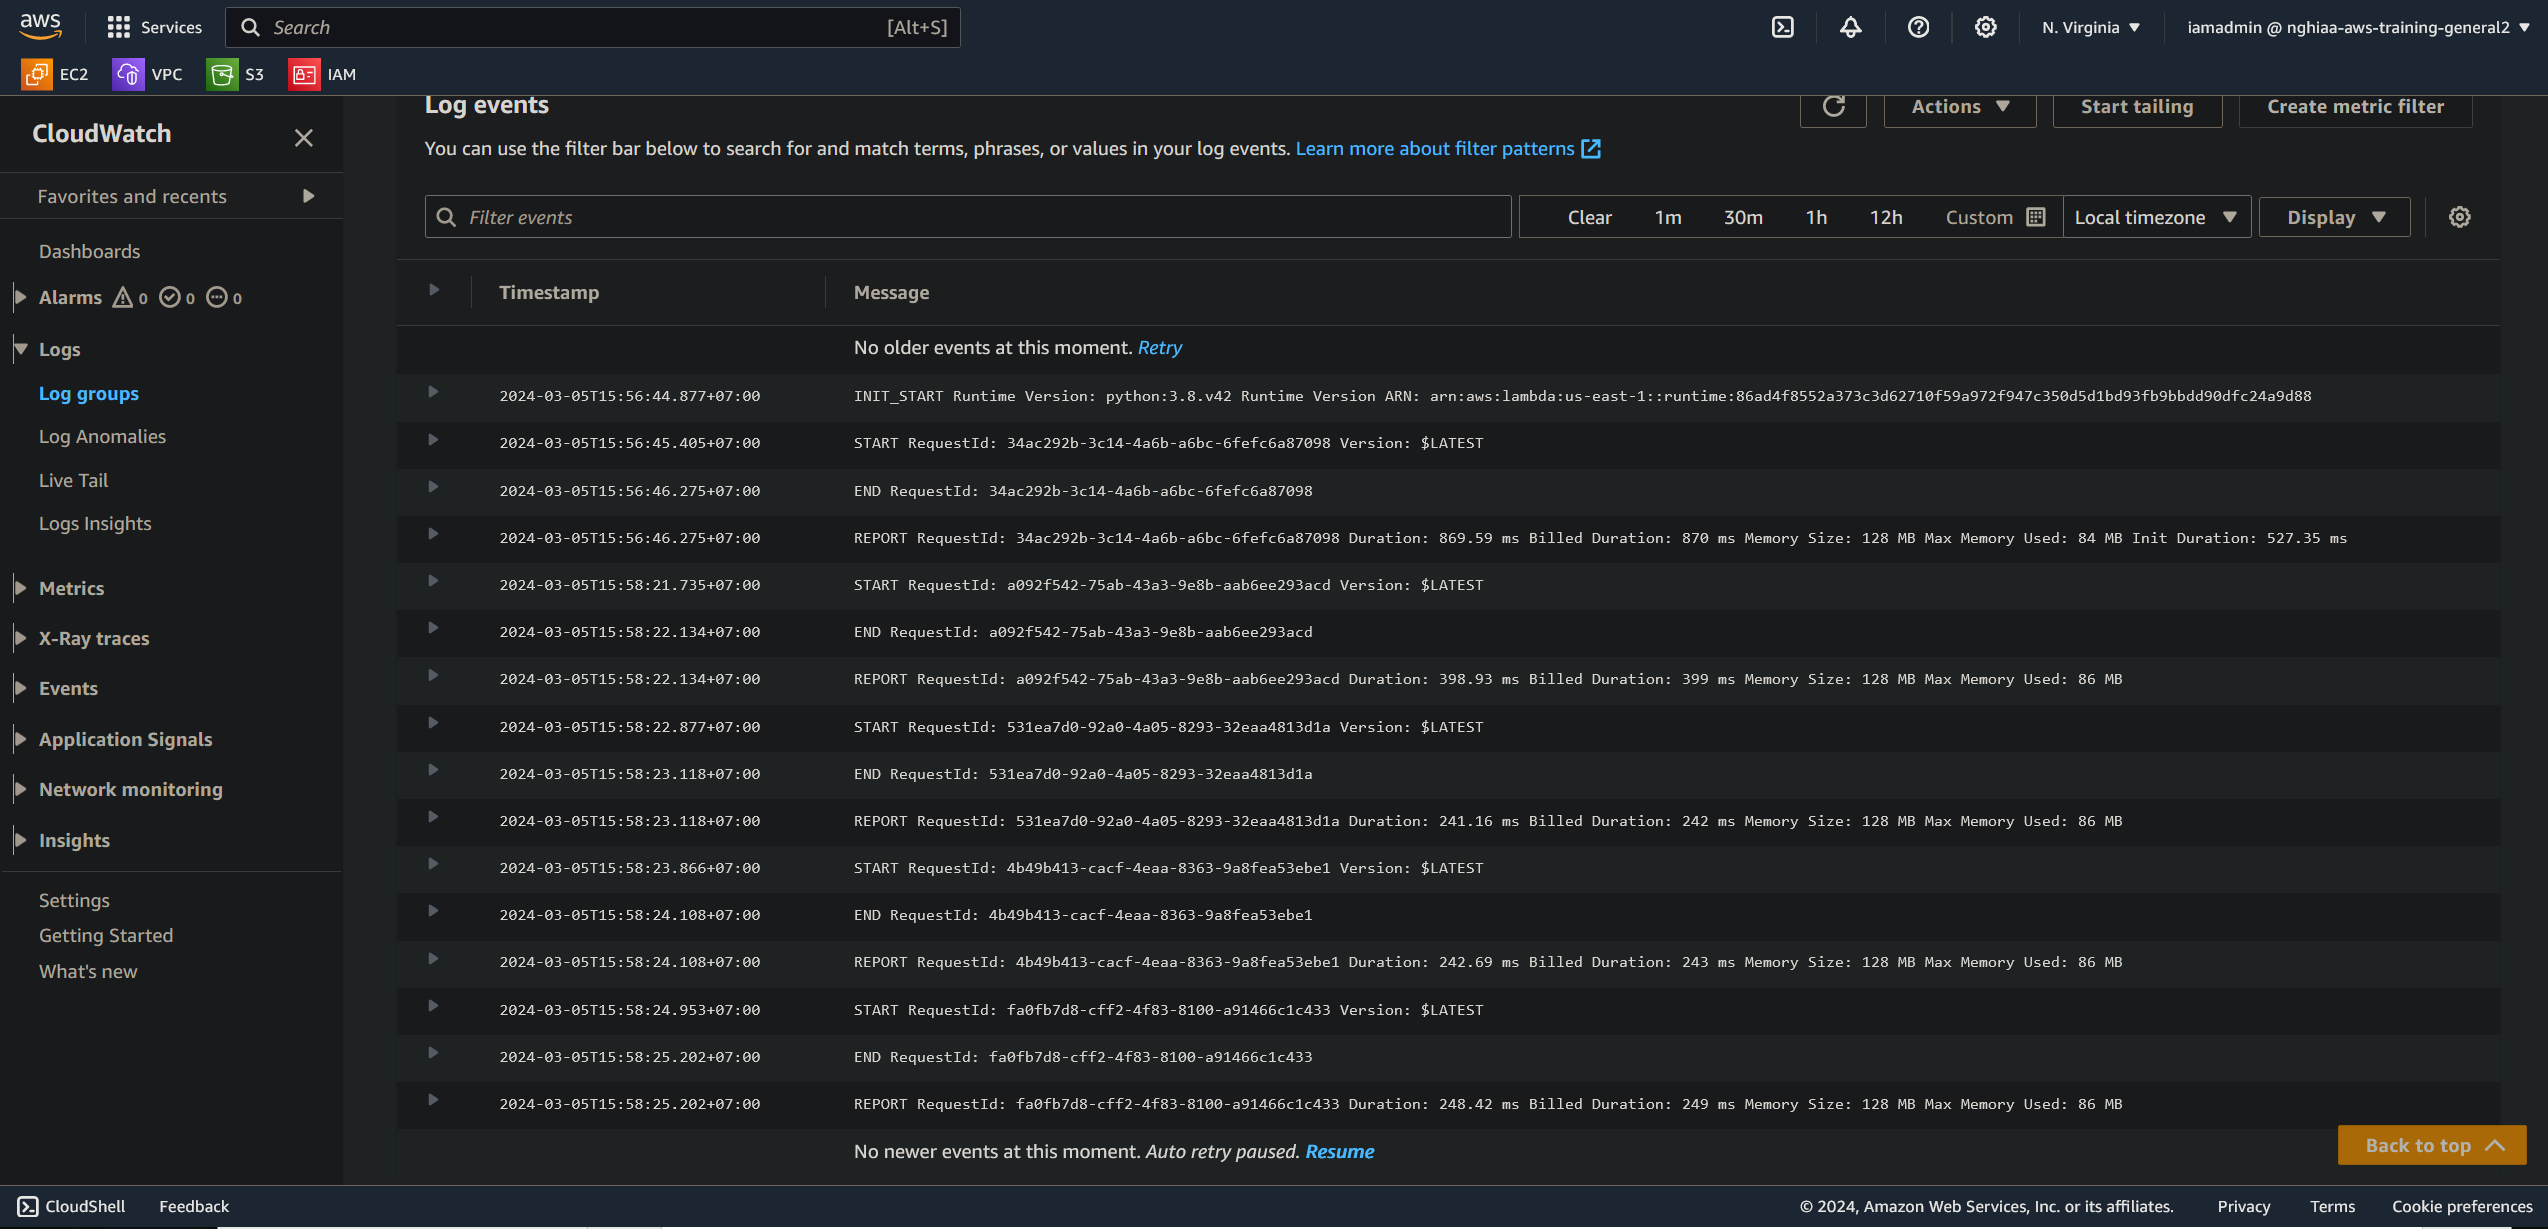 aws
Services
Search
[Alt+S]
N. Virginia
iamadmin @ nghiaa-aws-training-general2
EC2
VPC
S3
IAM
CloudWatch
Favorites and recents
Dashboards
Alarms 0 0 0
Logs
Log groups
Log Anomalies
Live Tail
Logs Insights
Metrics
X-Ray traces
Events
Application Signals
Network monitoring
Insights
Settings
Getting Started
What's new
Log events
Actions
Start tailing
Create metric filter
You can use the filter bar below to search for and match terms, phrases, or values in your log events. Learn more about filter patterns
Filter events
Clear
1m
30m
1h
12h
Custom
Local timezone
Display
Timestamp
Message
No older events at this moment. Retry
2024-03-05T15:56:44.877+07:00 INIT_START Runtime Version: python:3.8.v42 Runtime Version ARN: arn:aws:lambda:us-east-1::runtime:86ad4f8552a373c3d62710f59a972f947c350d5d1bd93fb9bbdd90dfc24a9d88
2024-03-05T15:56:45.405+07:00 START RequestId: 34ac292b-3c14-4a6b-a6bc-6fefc6a87098 Version: $LATEST
2024-03-05T15:56:46.275+07:00 END RequestId: 34ac292b-3c14-4a6b-a6bc-6fefc6a87098
2024-03-05T15:56:46.275+07:00 REPORT RequestId: 34ac292b-3c14-4a6b-a6bc-6fefc6a87098 Duration: 869.59 ms Billed Duration: 870 ms Memory Size: 128 MB Max Memory Used: 84 MB Init Duration: 527.35 ms
2024-03-05T15:58:21.735+07:00 START RequestId: a092f542-75ab-43a3-9e8b-aab6ee293acd Version: $LATEST
2024-03-05T15:58:22.134+07:00 END RequestId: a092f542-75ab-43a3-9e8b-aab6ee293acd
2024-03-05T15:58:22.134+07:00 REPORT RequestId: a092f542-75ab-43a3-9e8b-aab6ee293acd Duration: 398.93 ms Billed Duration: 399 ms Memory Size: 128 MB Max Memory Used: 86 MB
2024-03-05T15:58:22.877+07:00 START RequestId: 531ea7d0-92a0-4a05-8293-32eaa4813d1a Version: $LATEST
2024-03-05T15:58:23.118+07:00 END RequestId: 531ea7d0-92a0-4a05-8293-32eaa4813d1a
2024-03-05T15:58:23.118+07:00 REPORT RequestId: 531ea7d0-92a0-4a05-8293-32eaa4813d1a Duration: 241.16 ms Billed Duration: 242 ms Memory Size: 128 MB Max Memory Used: 86 MB
2024-03-05T15:58:23.866+07:00 START RequestId: 4b49b413-cacf-4eaa-8363-9a8fea53ebe1 Version: $LATEST
2024-03-05T15:58:24.108+07:00 END RequestId: 4b49b413-cacf-4eaa-8363-9a8fea53ebe1
2024-03-05T15:58:24.108+07:00 REPORT RequestId: 4b49b413-cacf-4eaa-8363-9a8fea53ebe1 Duration: 242.69 ms Billed Duration: 243 ms Memory Size: 128 MB Max Memory Used: 86 MB
2024-03-05T15:58:24.953+07:00 START RequestId: fa0fb7d8-cff2-4f83-8100-a91466c1c433 Version: $LATEST
2024-03-05T15:58:25.202+07:00 END RequestId: fa0fb7d8-cff2-4f83-8100-a91466c1c433
2024-03-05T15:58:25.202+07:00 REPORT RequestId: fa0fb7d8-cff2-4f83-8100-a91466c1c433 Duration: 248.42 ms Billed Duration: 249 ms Memory Size: 128 MB Max Memory Used: 86 MB
No newer events at this moment. Auto retry paused. Resume
Back to top
CloudShell
Feedback
© 2024, Amazon Web Services, Inc. or its affiliates.
Privacy
Terms
Cookie preferences